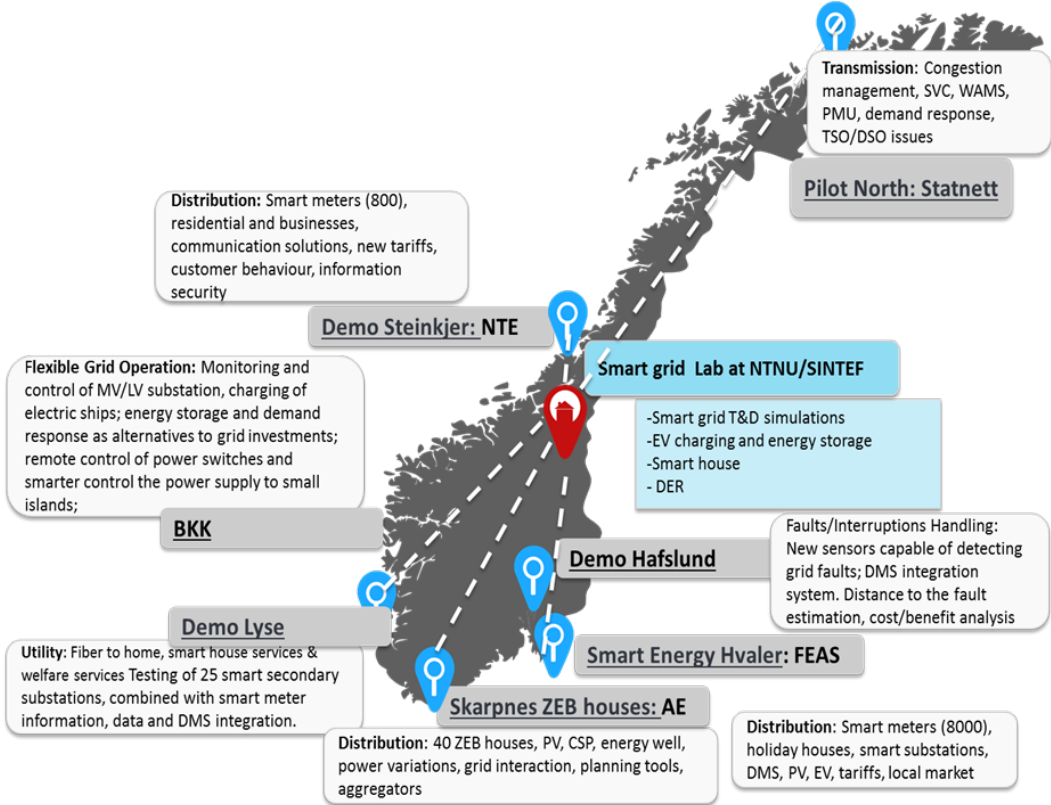 Transmission: Congestion
management, SVC, WAMS,
PMU, demand response,
TSO/DSO issues
Pilot North: Statnett
Distribution: Smart meters (800),
residential and businesses,
communication solutions, new tariffs,
customer behaviour, information
security
Demo Steinkjer: NTE
Smart grid Lab at NTNU/SINTEF
-Smart grid T&D simulations
-EV charging and energy storage
-Smart house
- DER
Flexible Grid Operation: Monitoring and
control of MV/LV substation, charging of
electric ships; energy storage and demand
response as alternatives to grid investments;
remote control of power switches and
smarter control the power supply to small
islands;
BKK
Demo Hafslund
Faults/Interruptions Handling:
New sensors capable of detecting
grid faults; DMS integration
system. Distance to the fault
estimation, cost/benefit analysis
Demo Lyse
Utility: Fiber to home, smart house services &
welfare services Testing of 25 smart secondary
substations, combined with smart meter
information, data and DMS integration.
Smart Energy Hvaler: FEAS
Skarpnes ZEB houses: AE
Distribution: 40 ZEB houses, PV, CSP, energy well,
power variations, grid interaction, planning tools,
aggregators
Distribution: Smart meters (8000),
holiday houses, smart substations,
DMS, PV, EV, tariffs, local market